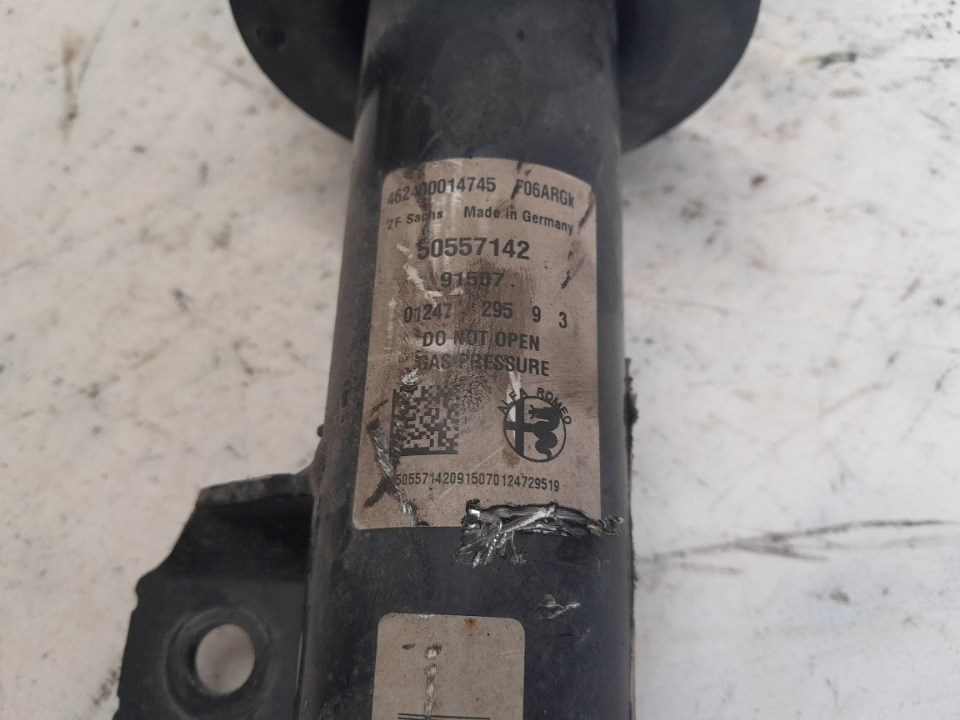 462400014745 F06ARGK
ZF Sachs Made in Germany
50557142
91507
01247 295 9 3
DO NOT OPEN
GAS PRESSURE
ALFA ROMEO
505571420915070124729519